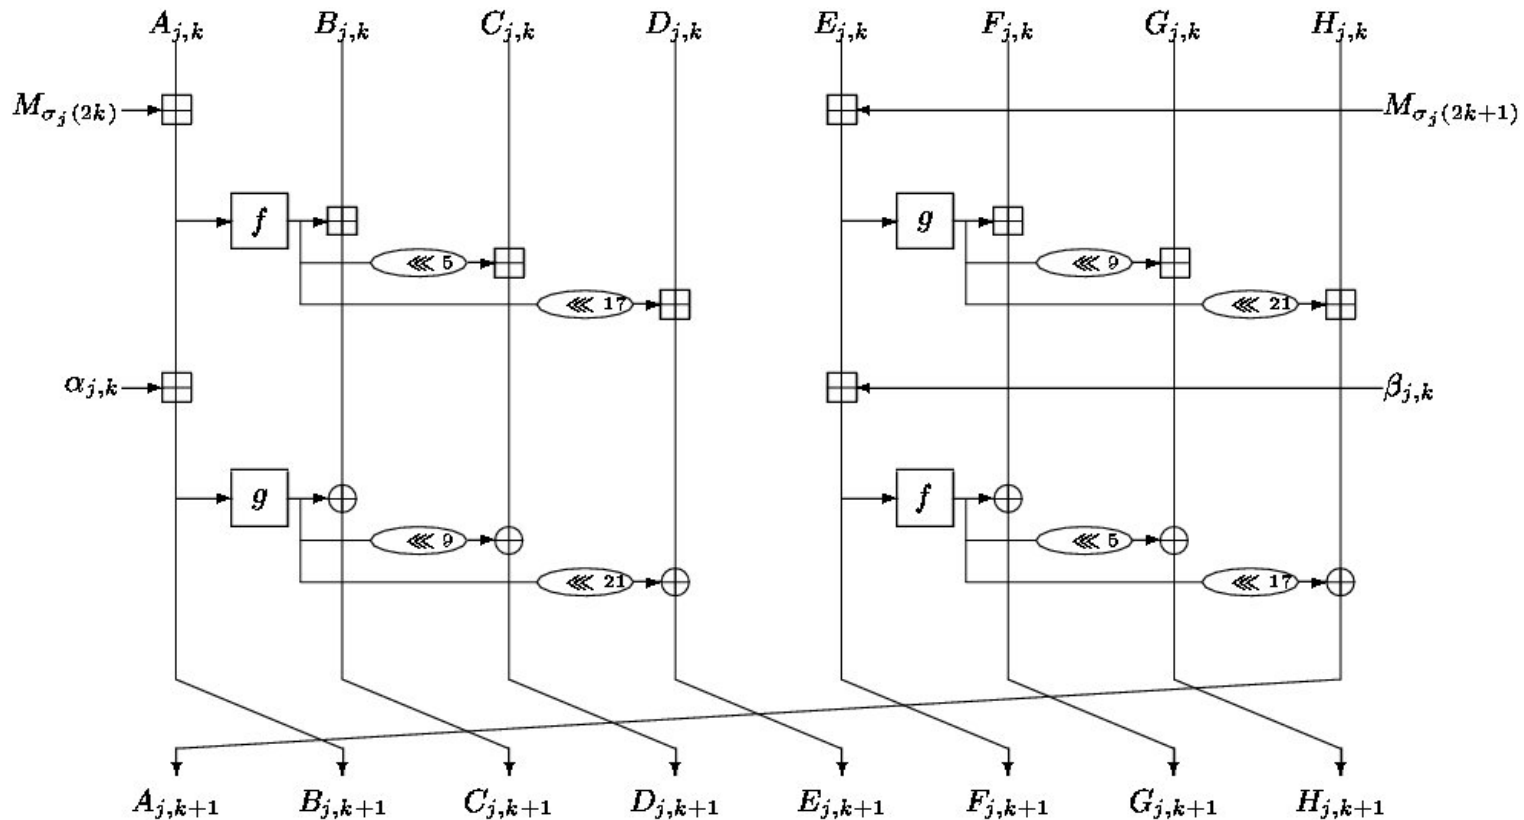 A_{j,k} B_{j,k} C_{j,k} D_{j,k} E_{j,k} F_{j,k} G_{j,k} H_{j,k}
M_{σ_j(2k)} M_{σ_j(2k+1)}
f g
⋘ 5 ⋘ 9
⋘ 17 ⋘ 21
α_{j,k} β_{j,k}
g f
⋘ 9 ⋘ 5
⋘ 21 ⋘ 17
A_{j,k+1} B_{j,k+1} C_{j,k+1} D_{j,k+1} E_{j,k+1} F_{j,k+1} G_{j,k+1} H_{j,k+1}